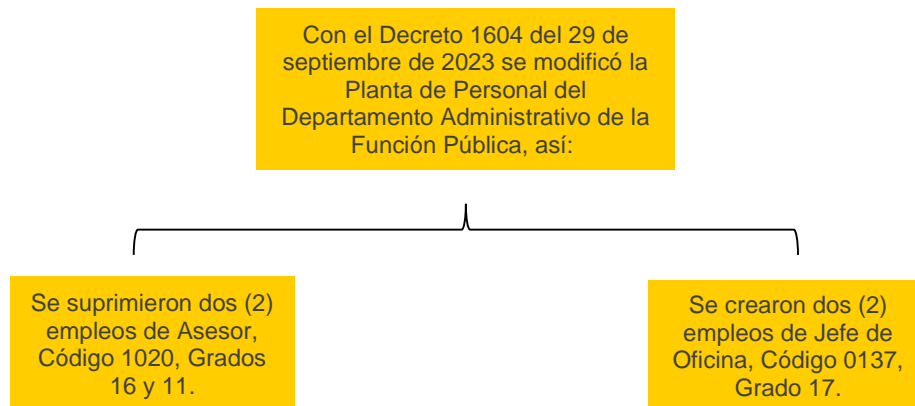 Con el Decreto 1604 del 29 de
septiembre de 2023 se modificó la
Planta de Personal del
Departamento Administrativo de la
Función Pública, así:
Se suprimieron dos (2)
empleos de Asesor,
Código 1020, Grados
16 y 11.
Se crearon dos (2)
empleos de Jefe de
Oficina, Código 0137,
Grado 17.